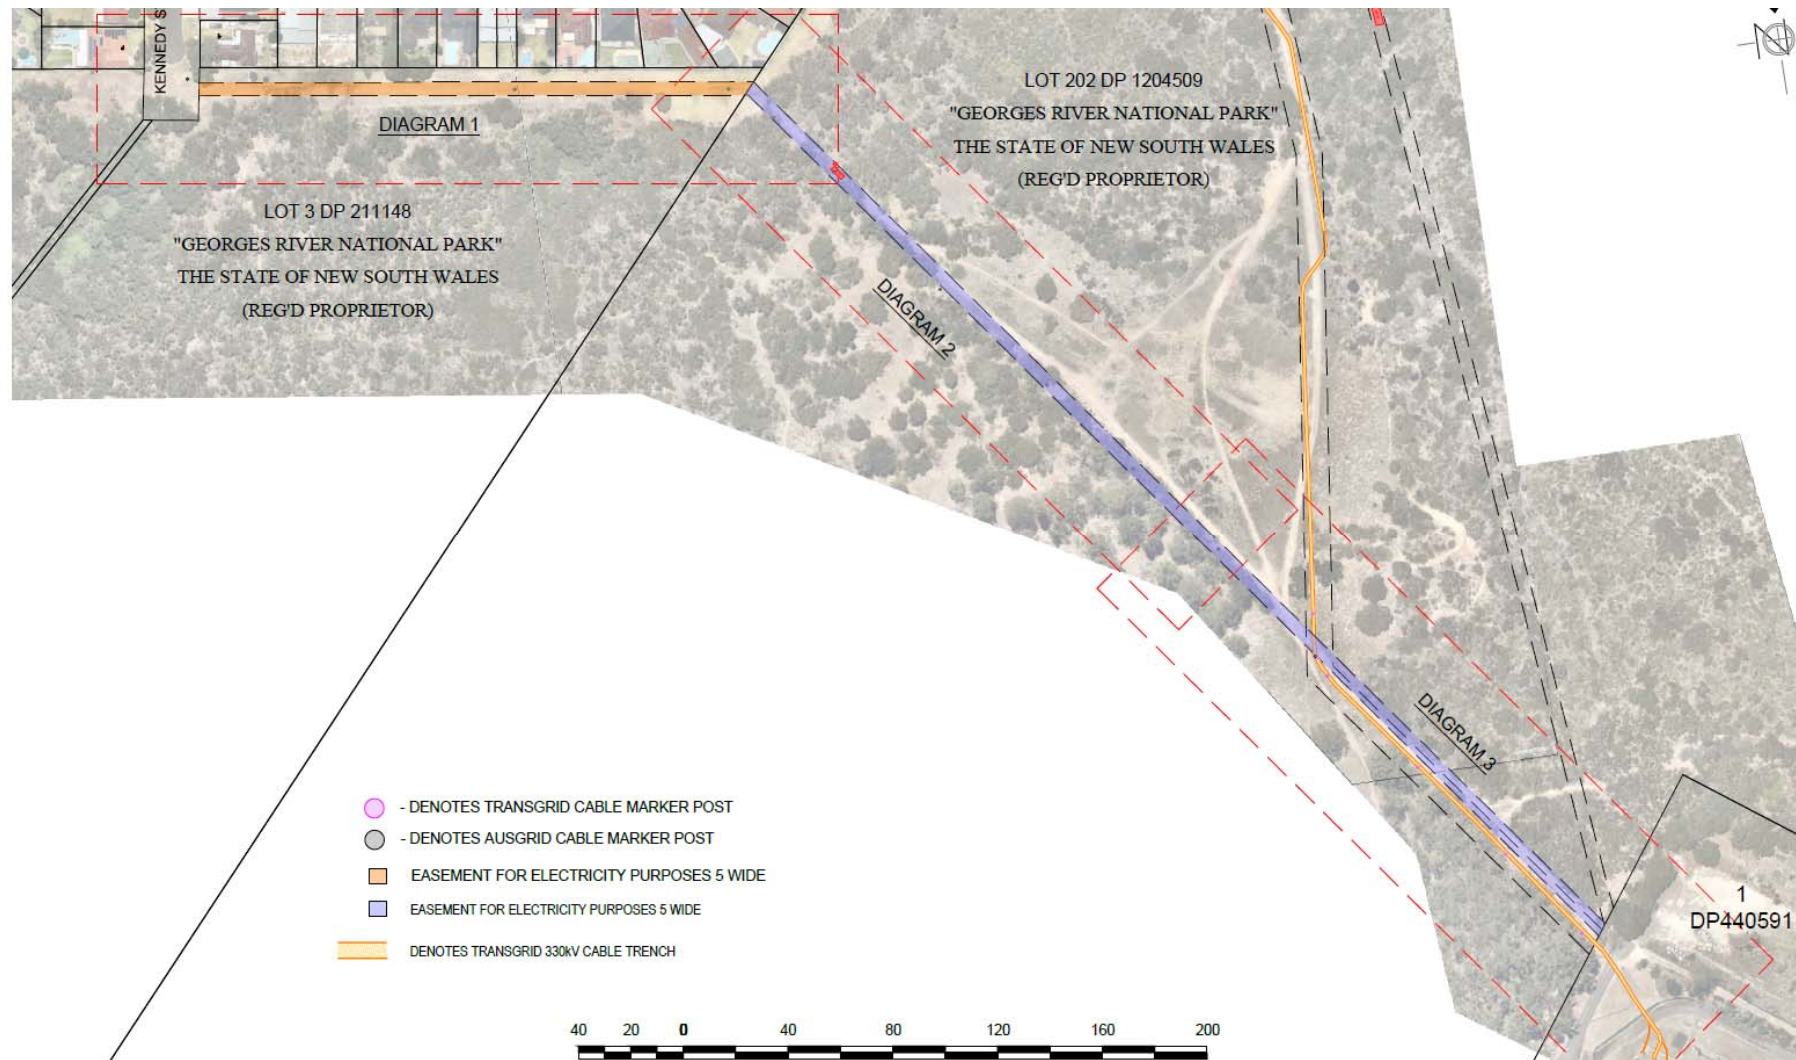 KENNEDY S
DIAGRAM 1
LOT 202 DP 1204509
"GEORGES RIVER NATIONAL PARK"
THE STATE OF NEW SOUTH WALES
(REG'D PROPRIETOR)
LOT 3 DP 211148
"GEORGES RIVER NATIONAL PARK"
THE STATE OF NEW SOUTH WALES
(REG'D PROPRIETOR)
DIAGRAM 2
DIAGRAM 3
- DENOTES TRANSGRID CABLE MARKER POST
- DENOTES AUSGRID CABLE MARKER POST
EASEMENT FOR ELECTRICITY PURPOSES 5 WIDE
EASEMENT FOR ELECTRICITY PURPOSES 5 WIDE
DENOTES TRANSGRID 330kV CABLE TRENCH
1
DP440591
40 20 0 40 80 120 160 200